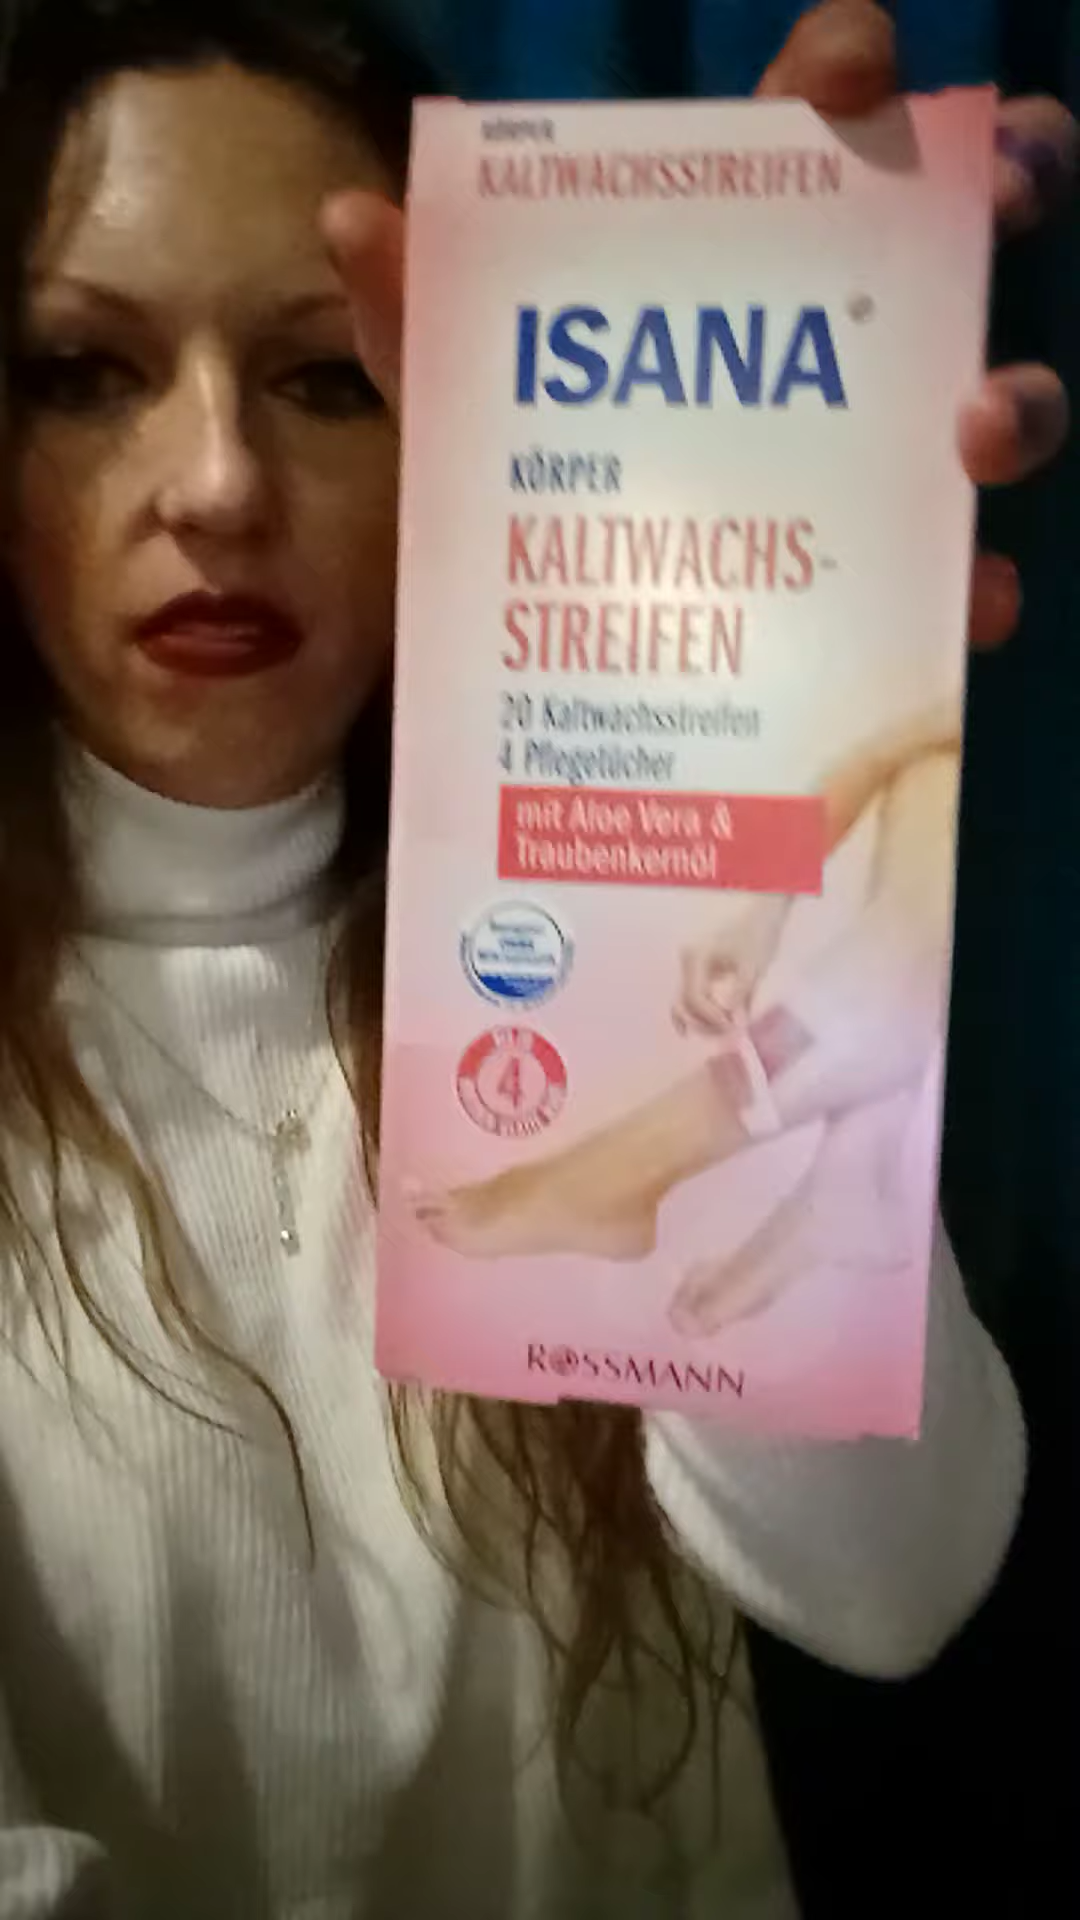 KÖRPER
KALTWACHSSTREIFEN
ISANA®
KÖRPER
KALTWACHS-
STREIFEN
20 Kaltwachsstreifen
4 Pflegetücher
mit Aloe Vera &
Traubenkernöl
4
ROSSMANN